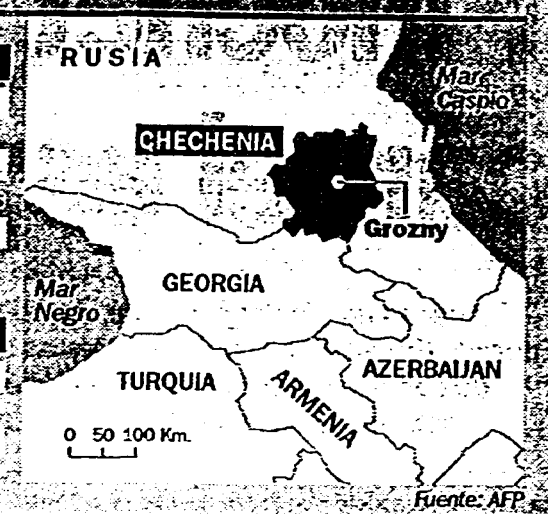 RUSIA
Mar
Caspio
CHECHENIA
Grozny
GEORGIA
Mar
Negro
TURQUIA
ARMENIA
AZERBAIJAN
0 50 100 Km.
Fuente: AFP